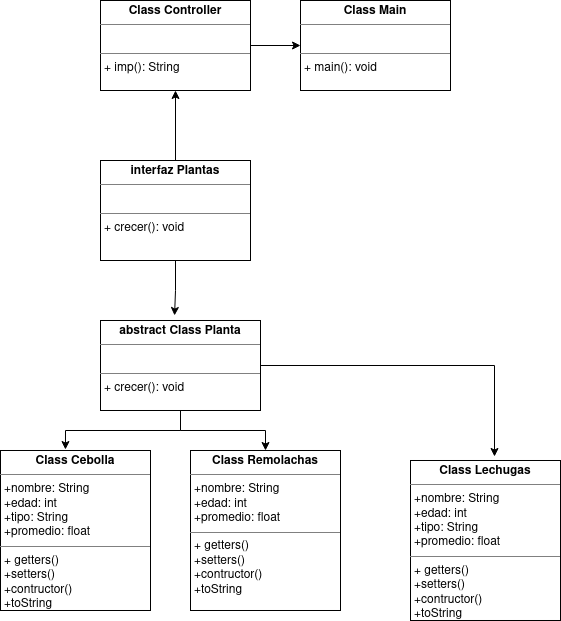 Class Controller
+ imp(): String
Class Main
+ main(): void
interfaz Plantas
+ crecer(): void
abstract Class Planta
+ crecer(): void
Class Cebolla
+nombre: String
+edad: int
+tipo: String
+promedio: float
+ getters()
+setters()
+contructor()
+toString
Class Remolachas
+nombre: String
+edad: int
+promedio: float
+ getters()
+setters()
+contructor()
+toString
Class Lechugas
+nombre: String
+edad: int
+tipo: String
+promedio: float
+ getters()
+setters()
+contructor()
+toString